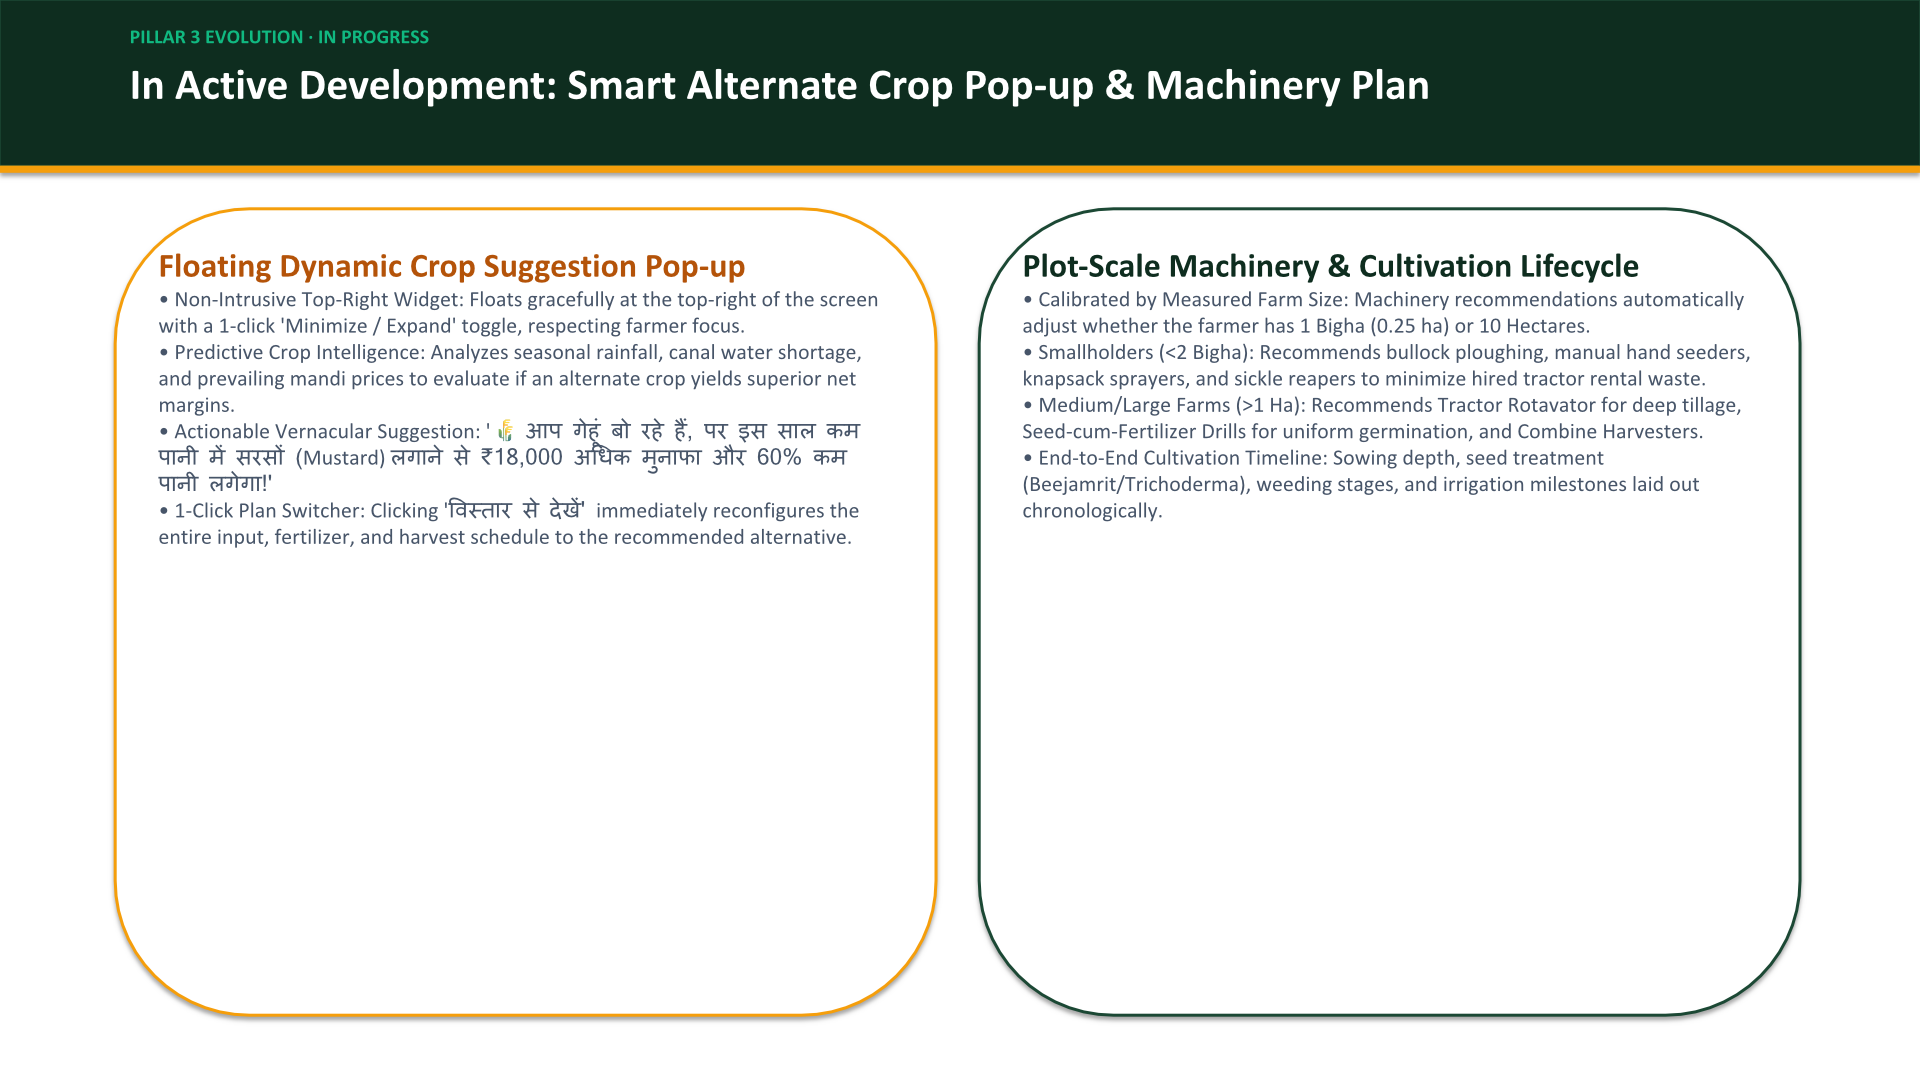 PILLAR 3 EVOLUTION · IN PROGRESS
In Active Development: Smart Alternate Crop Pop-up & Machinery Plan
Floating Dynamic Crop Suggestion Pop-up
• Non-Intrusive Top-Right Widget: Floats gracefully at the top-right of the screen
with a 1-click 'Minimize / Expand' toggle, respecting farmer focus.
• Predictive Crop Intelligence: Analyzes seasonal rainfall, canal water shortage,
and prevailing mandi prices to evaluate if an alternate crop yields superior net
margins.
• Actionable Vernacular Suggestion: '🌾 आप गेहूं बो रहे हैं, पर इस साल कम
पानी में सरसों (Mustard) लगाने से ₹18,000 अधिक मुनाफा और 60% कम
पानी लगेगा!'
• 1-Click Plan Switcher: Clicking 'विस्तार से देखें' immediately reconfigures the
entire input, fertilizer, and harvest schedule to the recommended alternative.
Plot-Scale Machinery & Cultivation Lifecycle
• Calibrated by Measured Farm Size: Machinery recommendations automatically
adjust whether the farmer has 1 Bigha (0.25 ha) or 10 Hectares.
• Smallholders (<2 Bigha): Recommends bullock ploughing, manual hand seeders,
knapsack sprayers, and sickle reapers to minimize hired tractor rental waste.
• Medium/Large Farms (>1 Ha): Recommends Tractor Rotavator for deep tillage,
Seed-cum-Fertilizer Drills for uniform germination, and Combine Harvesters.
• End-to-End Cultivation Timeline: Sowing depth, seed treatment
(Beejamrit/Trichoderma), weeding stages, and irrigation milestones laid out
chronologically.